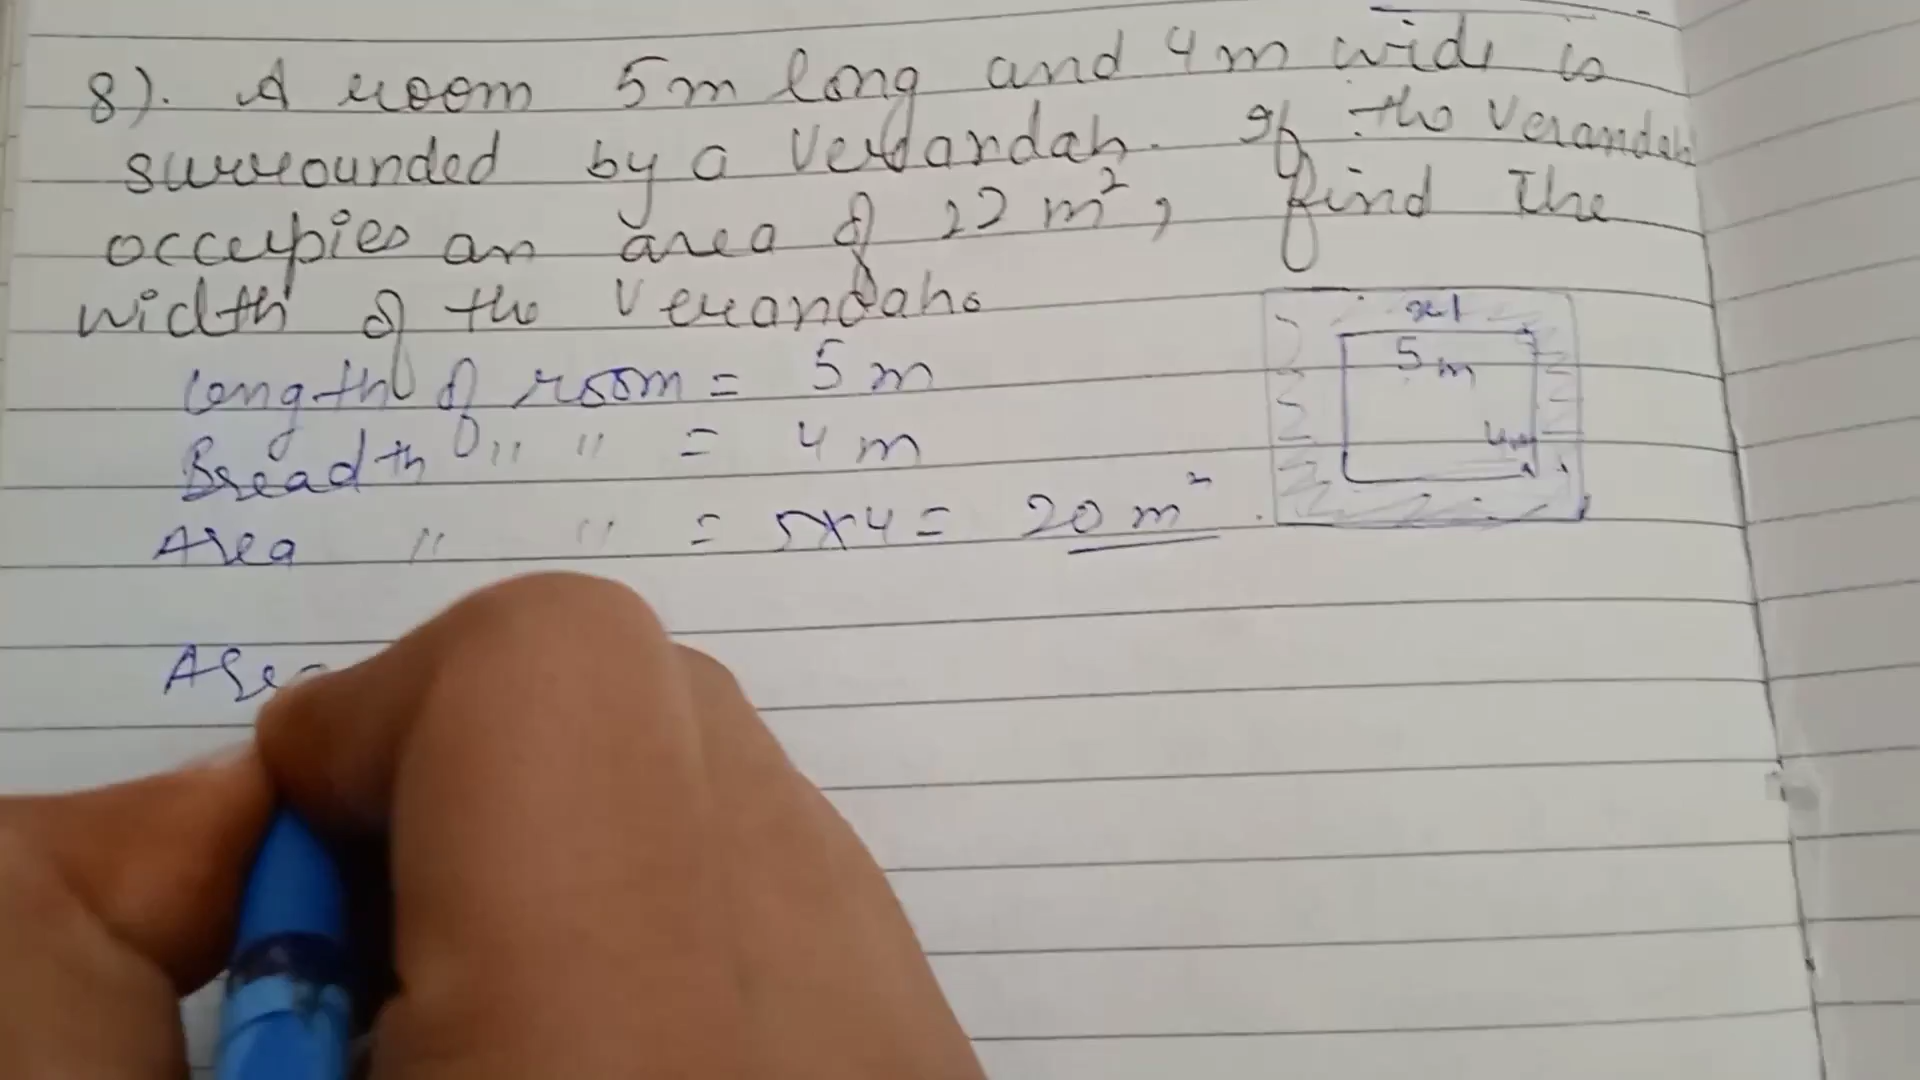 8). A room 5m long and 4m wide is
surrounded by a Verandah. If the Verandah
occupies an area of 22 m², find the
width of the Verandah.
Length of room = 5 m
Breadth " " = 4 m
Area " " = 5×4 = 20 m²
Area
5 m
4m